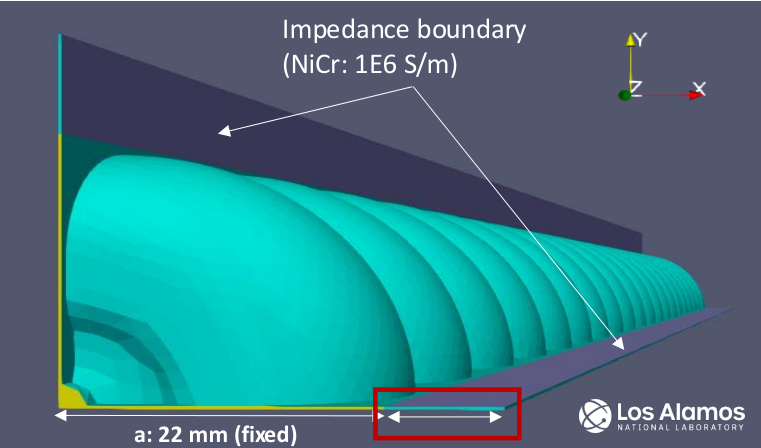 Impedance boundary
(NiCr: 1E6 S/m)
Y
Z
X
a: 22 mm (fixed)
Los Alamos
NATIONAL LABORATORY